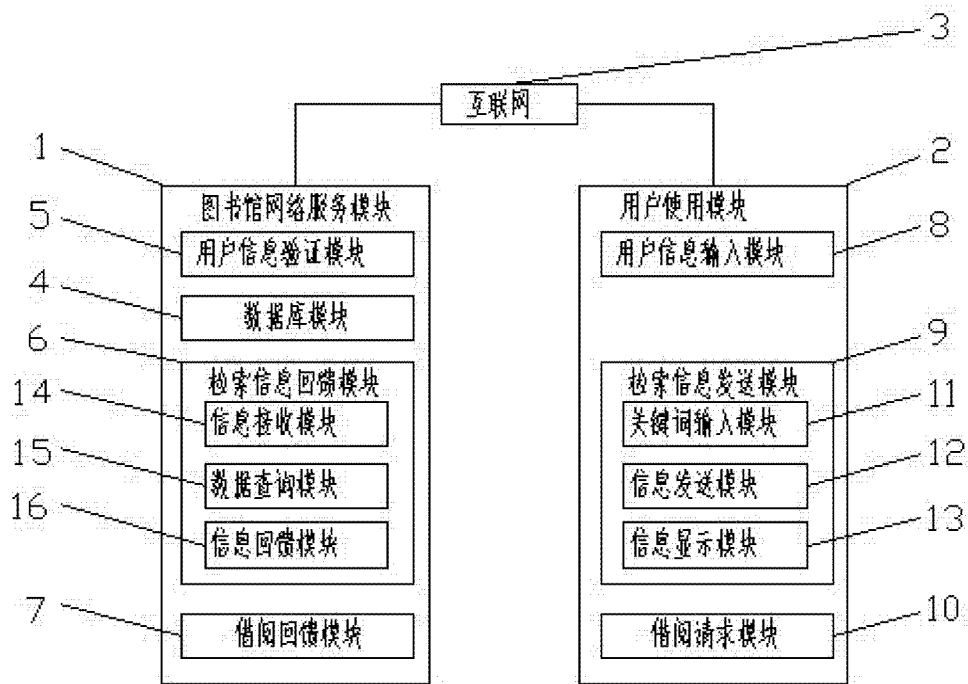 3
互联网
1
2
图书馆网络服务模块
用户使用模块
5
用户信息验证模块
用户信息输入模块
8
4
数据库模块
6
检索信息回馈模块
检索信息发送模块
9
14
信息接收模块
关键词输入模块
11
15
数据查询模块
信息发送模块
12
16
信息回馈模块
信息显示模块
13
7
借阅回馈模块
借阅请求模块
10